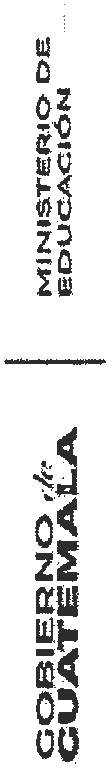 GOBIERNO de
GUATEMALA
MINISTERIO DE
EDUCACIÓN